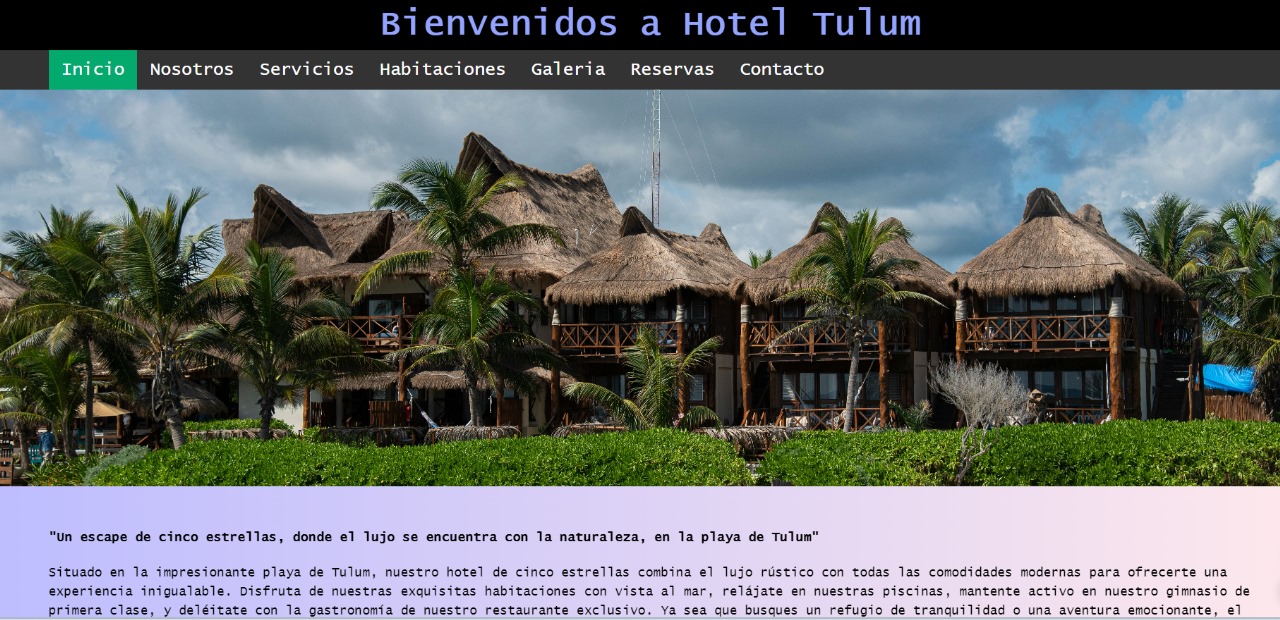 Bienvenidos a Hotel Tulum
Inicio Nosotros Servicios Habitaciones Galeria Reservas Contacto
"Un escape de cinco estrellas, donde el lujo se encuentra con la naturaleza, en la playa de Tulum"
Situado en la impresionante playa de Tulum, nuestro hotel de cinco estrellas combina el lujo rústico con todas las comodidades modernas para ofrecerte una
experiencia inigualable. Disfruta de nuestras exquisitas habitaciones con vista al mar, relájate en nuestras piscinas, mantente activo en nuestro gimnasio de
primera clase, y deléitate con la gastronomía de nuestro restaurante exclusivo. Ya sea que busques un refugio de tranquilidad o una aventura emocionante, el